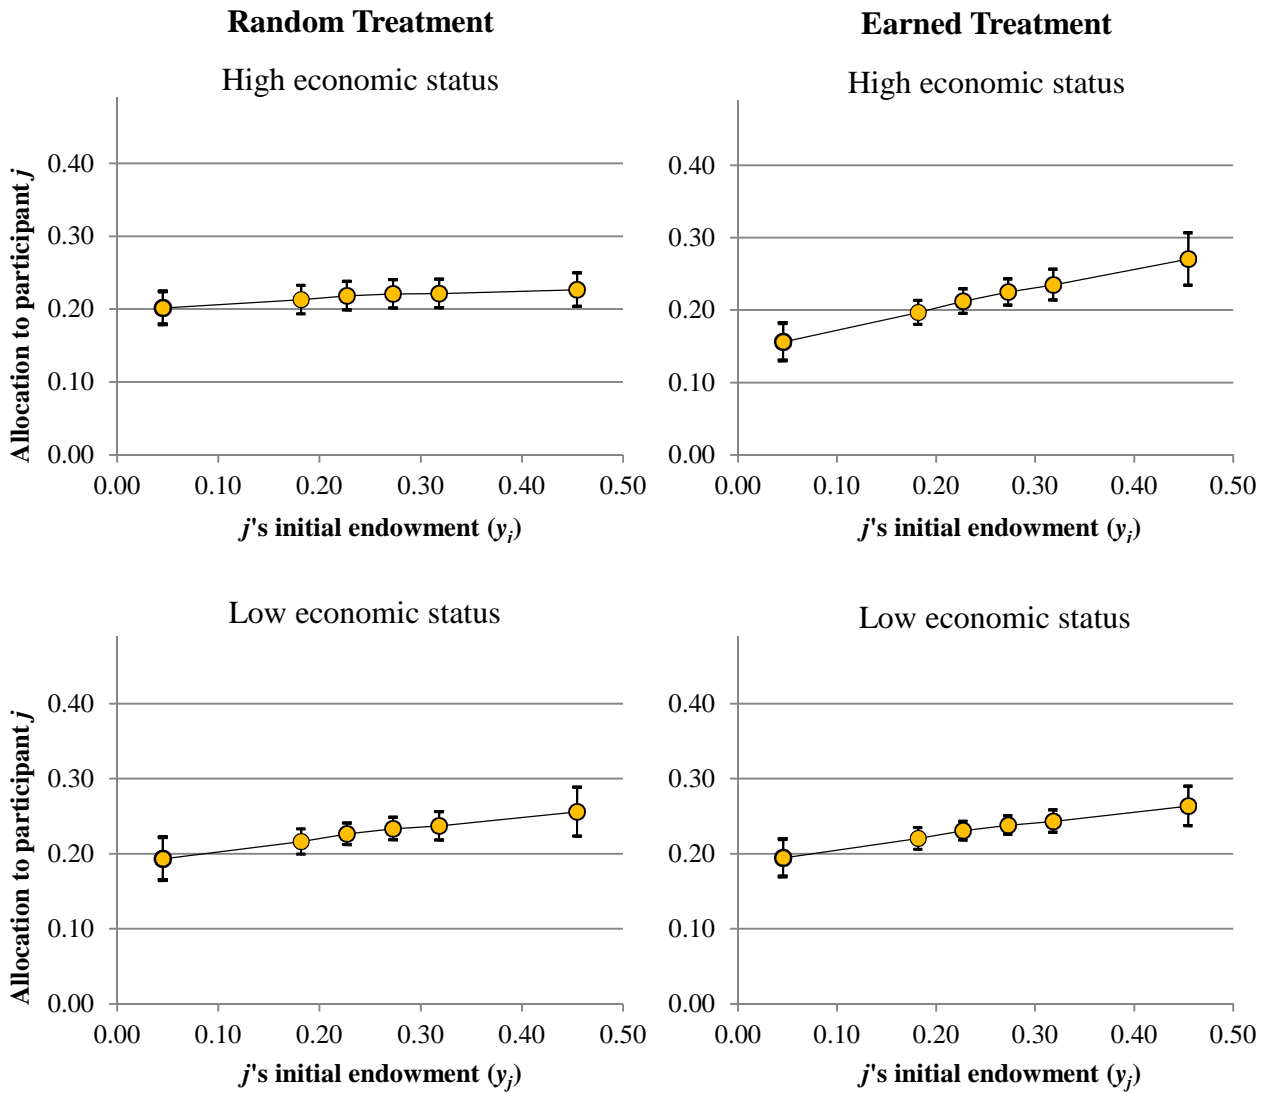 Random Treatment
Earned Treatment
High economic status
High economic status
Allocation to participant j
0.40
0.30
0.20
0.10
0.00
0.00 0.10 0.20 0.30 0.40 0.50
j's initial endowment (yj)
0.40
0.30
0.20
0.10
0.00
0.00 0.10 0.20 0.30 0.40 0.50
j's initial endowment (yj)
Low economic status
Low economic status
Allocation to participant j
0.40
0.30
0.20
0.10
0.00
0.00 0.10 0.20 0.30 0.40 0.50
j's initial endowment (yj)
0.40
0.30
0.20
0.10
0.00
0.00 0.10 0.20 0.30 0.40 0.50
j's initial endowment (yj)